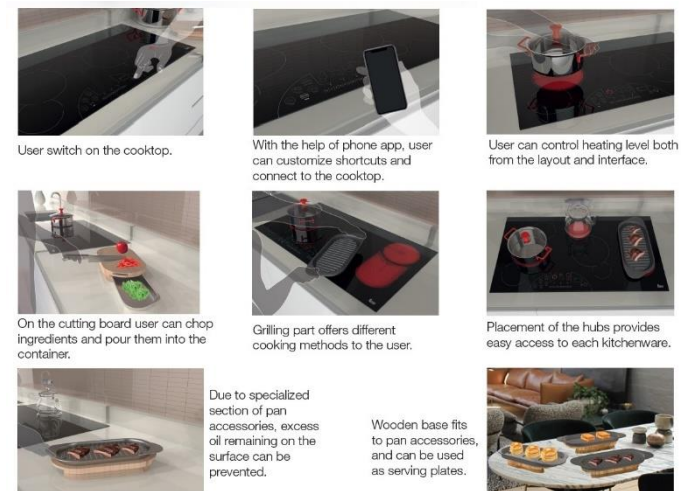 User switch on the cooktop.
With the help of phone app, user
can customize shortcuts and
connect to the cooktop.
User can control heating level both
from the layout and interface.
On the cutting board user can chop
ingredients and pour them into the
container.
Grilling part offers different
cooking methods to the user.
Placement of the hubs provides
easy access to each kitchenware.
Due to specialized
section of pan
accessories, excess
oil remaining on the
surface can be
prevented.
Wooden base fits
to pan accessories,
and can be used
as serving plates.